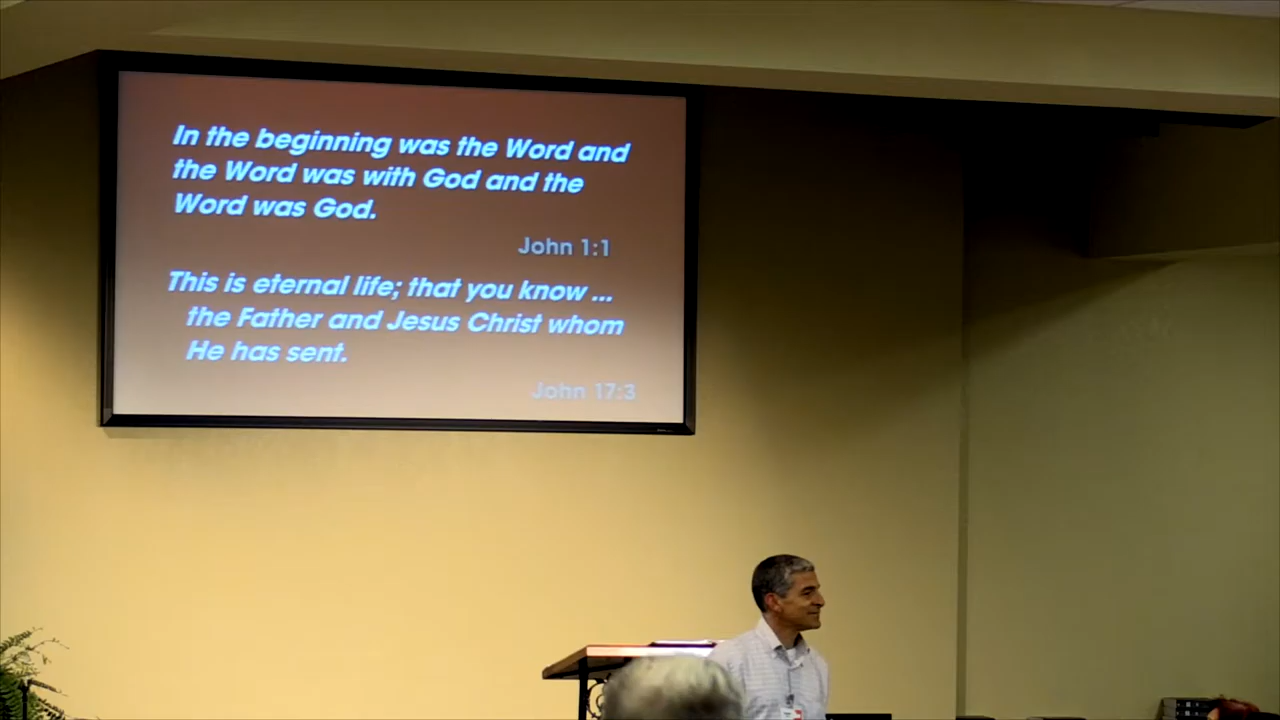 In the beginning was the Word and
the Word was with God and the
Word was God.
John 1:1
This is eternal life; that you know ...
the Father and Jesus Christ whom
He has sent.
John 17:3